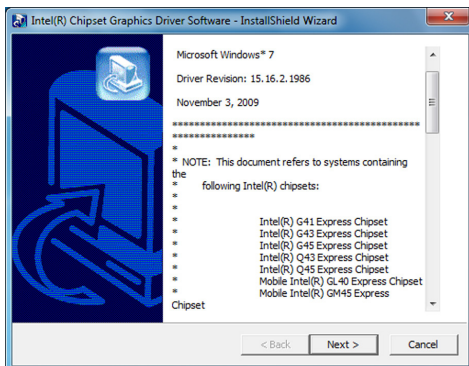 Intel(R) Chipset Graphics Driver Software - InstallShield Wizard
Microsoft Windows* 7
Driver Revision: 15.16.2.1986
November 3, 2009
***********************************************
***************
*
* NOTE: This document refers to systems containing
the
* following Intel(R) chipsets:
*
*
* Intel(R) G41 Express Chipset
* Intel(R) G43 Express Chipset
* Intel(R) G45 Express Chipset
* Intel(R) Q43 Express Chipset
* Intel(R) Q45 Express Chipset
* Mobile Intel(R) GL40 Express Chipset
* Mobile Intel(R) GM45 Express
Chipset
< Back
Next >
Cancel